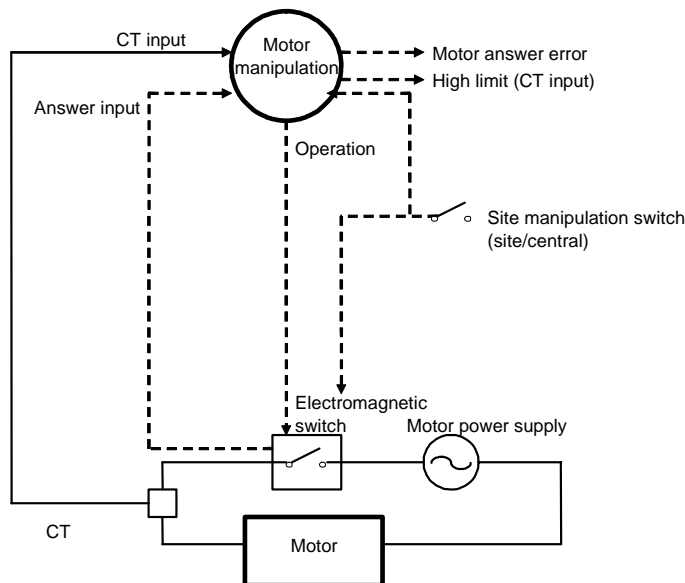 CT input
Motor
manipulation
Motor answer error
High limit (CT input)
Answer input
Operation
Site manipulation switch
(site/central)
Electromagnetic
switch
Motor power supply
CT
Motor